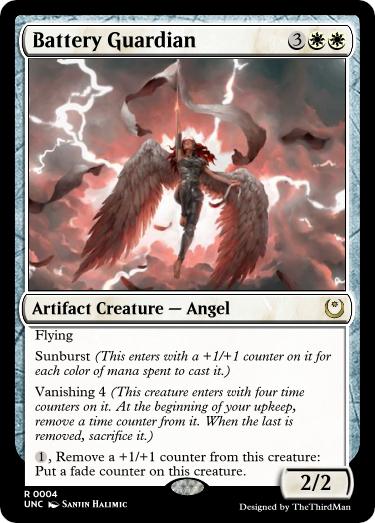 Battery Guardian 3
Artifact Creature — Angel
Flying
Sunburst (This enters with a +1/+1 counter on it for
each color of mana spent to cast it.)
Vanishing 4 (This creature enters with four time
counters on it. At the beginning of your upkeep,
remove a time counter from it. When the last is
removed, sacrifice it.)
1, Remove a +1/+1 counter from this creature:
Put a fade counter on this creature.
2/2
R 0004
UNC Santin Halimic
Designed by TheThirdMan